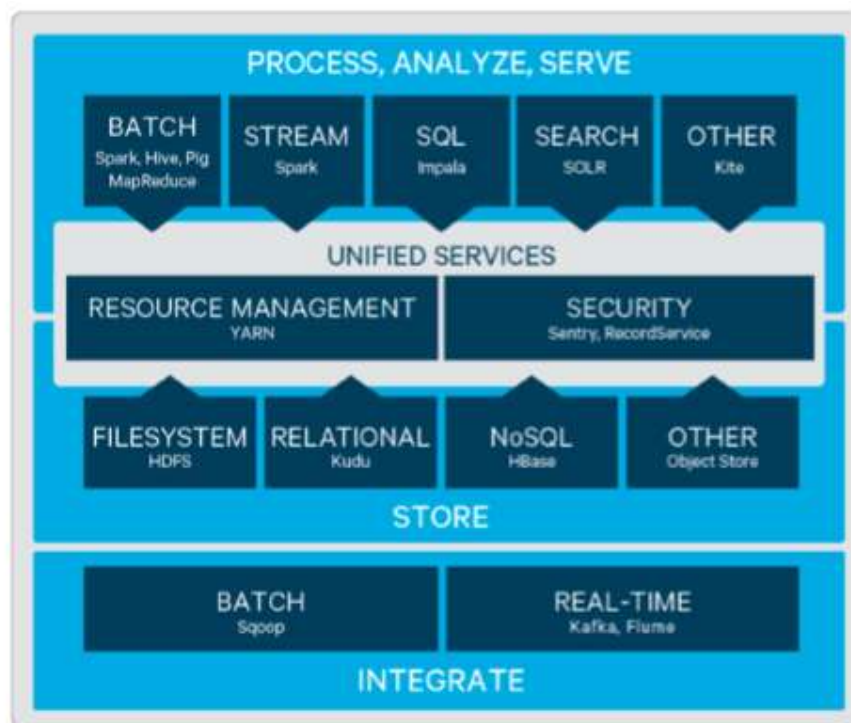 PROCESS, ANALYZE, SERVE
BATCH
Spark, Hive, Pig
MapReduce
STREAM
Spark
SQL
Impala
SEARCH
SOLR
OTHER
Kite
UNIFIED SERVICES
RESOURCE MANAGEMENT
YARN
SECURITY
Sentry, RecordService
FILESYSTEM
HDFS
RELATIONAL
Kudu
NoSQL
HBase
OTHER
Object Store
STORE
BATCH
Sqoop
REAL-TIME
Kafka, Flume
INTEGRATE